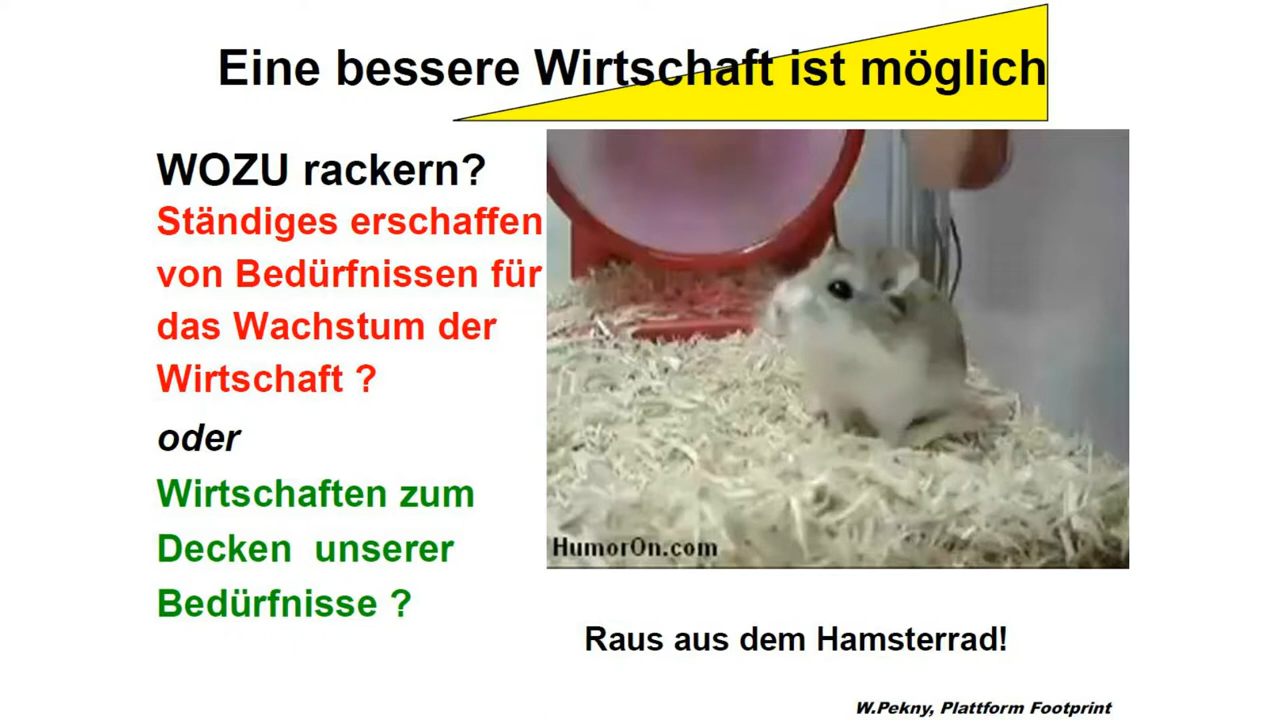 Eine bessere Wirtschaft ist möglich
WOZU rackern?
Ständiges erschaffen
von Bedürfnissen für
das Wachstum der
Wirtschaft ?
oder
Wirtschaften zum
Decken unserer
Bedürfnisse ?
HumorOn.com
Raus aus dem Hamsterrad!
W.Pekny, Plattform Footprint